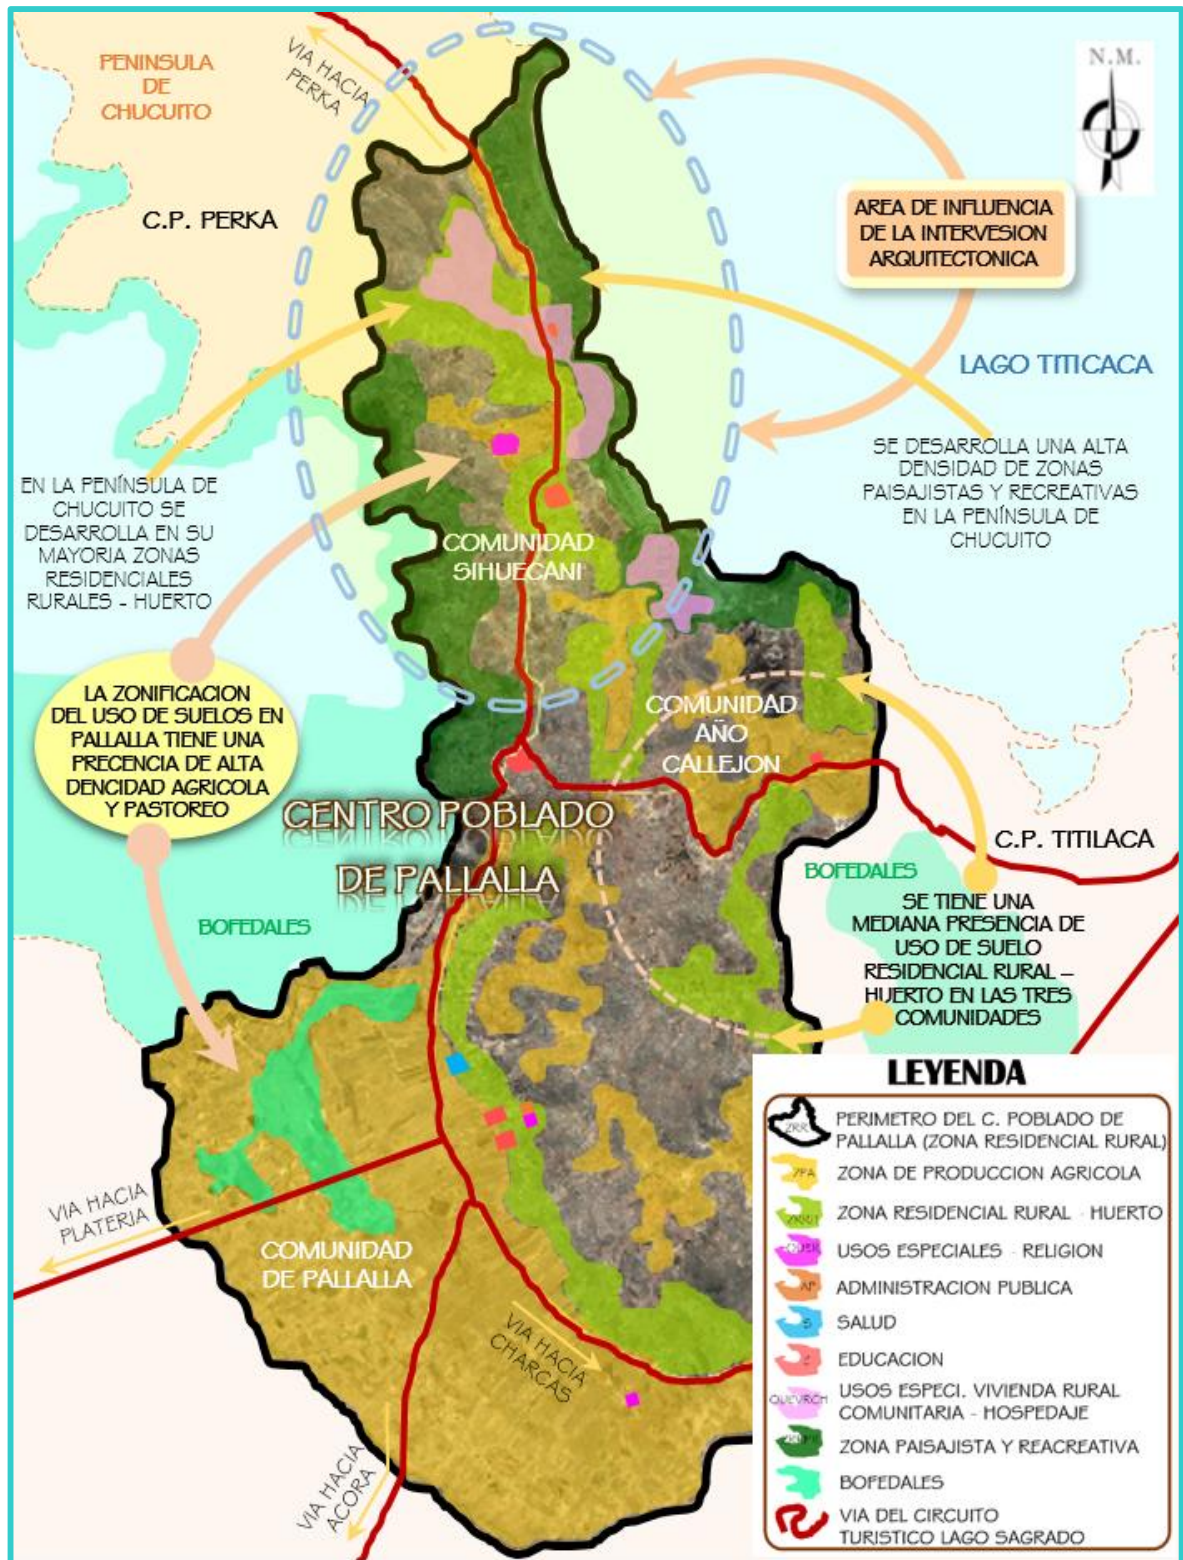 PENINSULA
DE
CHUCUITO
VIA HACIA
PERKA
N.M.
C.P. PERKA
AREA DE INFLUENCIA
DE LA INTERVESION
ARQUITECTONICA
LAGO TITICACA
SE DESARROLLA UNA ALTA
DENSIDAD DE ZONAS
PAISAJISTAS Y RECREATIVAS
EN LA PENÍNSULA DE
CHUCUITO
EN LA PENÍNSULA DE
CHUCUITO SE
DESARROLLA EN SU
MAYORIA ZONAS
RESIDENCIALES
RURALES - HUERTO
COMUNIDAD
SIHUECANI
LA ZONIFICACION
DEL USO DE SUELOS EN
PALLALLA TIENE UNA
PRECENCIA DE ALTA
DENCIDAD AGRICOLA
Y PASTOREO
COMUNIDAD
AÑO
CALLEJON
CENTRO POBLADO
DE PALLALLA
C.P. TITILACA
BOFEDALES
BOFEDALES
SE TIENE UNA
MEDIANA PRESENCIA DE
USO DE SUELO
RESIDENCIAL RURAL –
HUERTO EN LAS TRES
COMUNIDADES
VIA HACIA
PLATERIA
COMUNIDAD
DE PALLALLA
VIA HACIA
CHARCAS
VIA HACIA
ACORA
LEYENDA
ZRR
PERIMETRO DEL C. POBLADO DE
PALLALLA (ZONA RESIDENCIAL RURAL)
ZPA
ZONA DE PRODUCCION AGRICOLA
ZONA RESIDENCIAL RURAL - HUERTO
USOS ESPECIALES - RELIGION
AP
ADMINISTRACION PUBLICA
S
SALUD
EDUCACION
OUEVRCH
USOS ESPECI. VIVIENDA RURAL
COMUNITARIA - HOSPEDAJE
ZONA PAISAJISTA Y REACREATIVA
BOFEDALES
VIA DEL CIRCUITO
TURISTICO LAGO SAGRADO